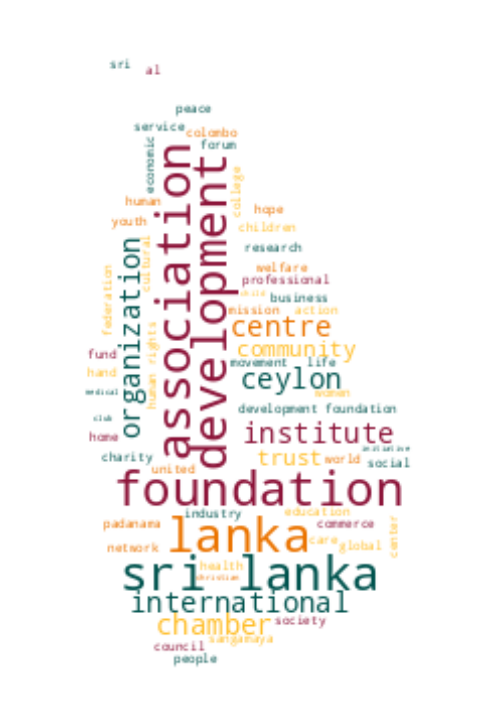 sri
al
peace
service
colombo
economic
forum
association
development
college
human
hope
youth
children
organization
cultural
research
federation
welfare
professional
business
mission
action
human rights
centre
fund
community
movement
life
hand
ceylon
medical
women
development foundation
club
home
institute
initiative
charity
trust
world
social
united
foundation
industry
education
padanama
lanka
commerce
center
network
care
global
health
christian
sri lanka
international
chamber
society
sangamaya
council
people